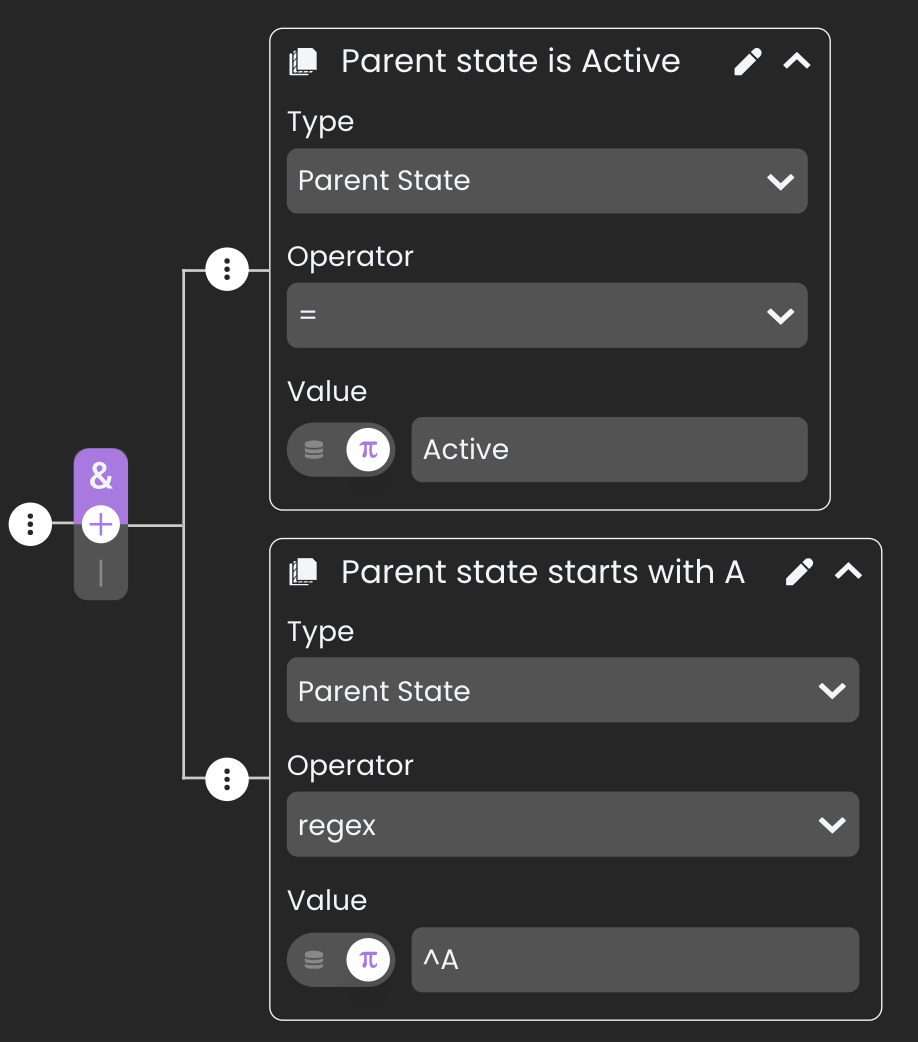 Parent state is Active
Type
Parent State
Operator
=
Value
π
Active
&
+
|
Parent state starts with A
Type
Parent State
Operator
regex
Value
π
^A